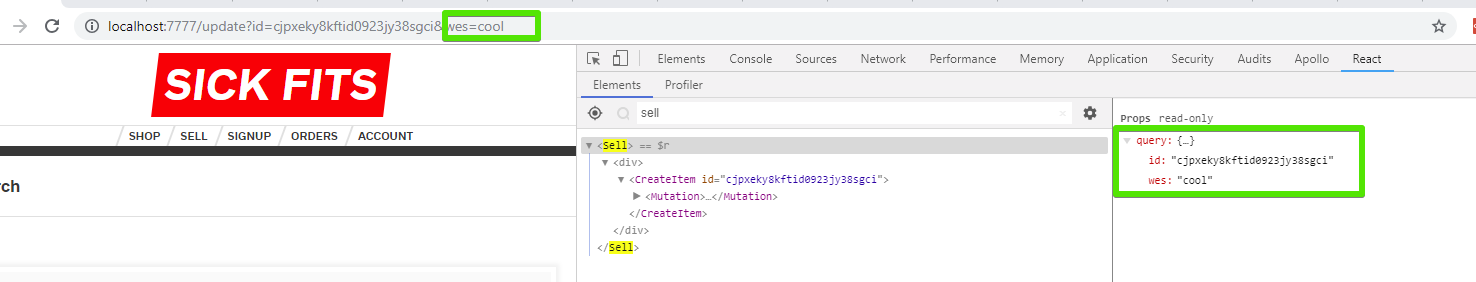 localhost:7777/update?id=cjpxeky8kftid0923jy38sgci&wes=cool
SICK FITS
SHOP SELL SIGNUP ORDERS ACCOUNT
rch
Elements Console Sources Network Performance Memory Application Security Audits Apollo React
Elements Profiler
sell
<Sell> == $r
<div>
<CreateItem id="cjpxeky8kftid0923jy38sgci">
<Mutation>…</Mutation>
</CreateItem>
</div>
</Sell>
Props read-only
query: {…}
id: "cjpxeky8kftid0923jy38sgci"
wes: "cool"